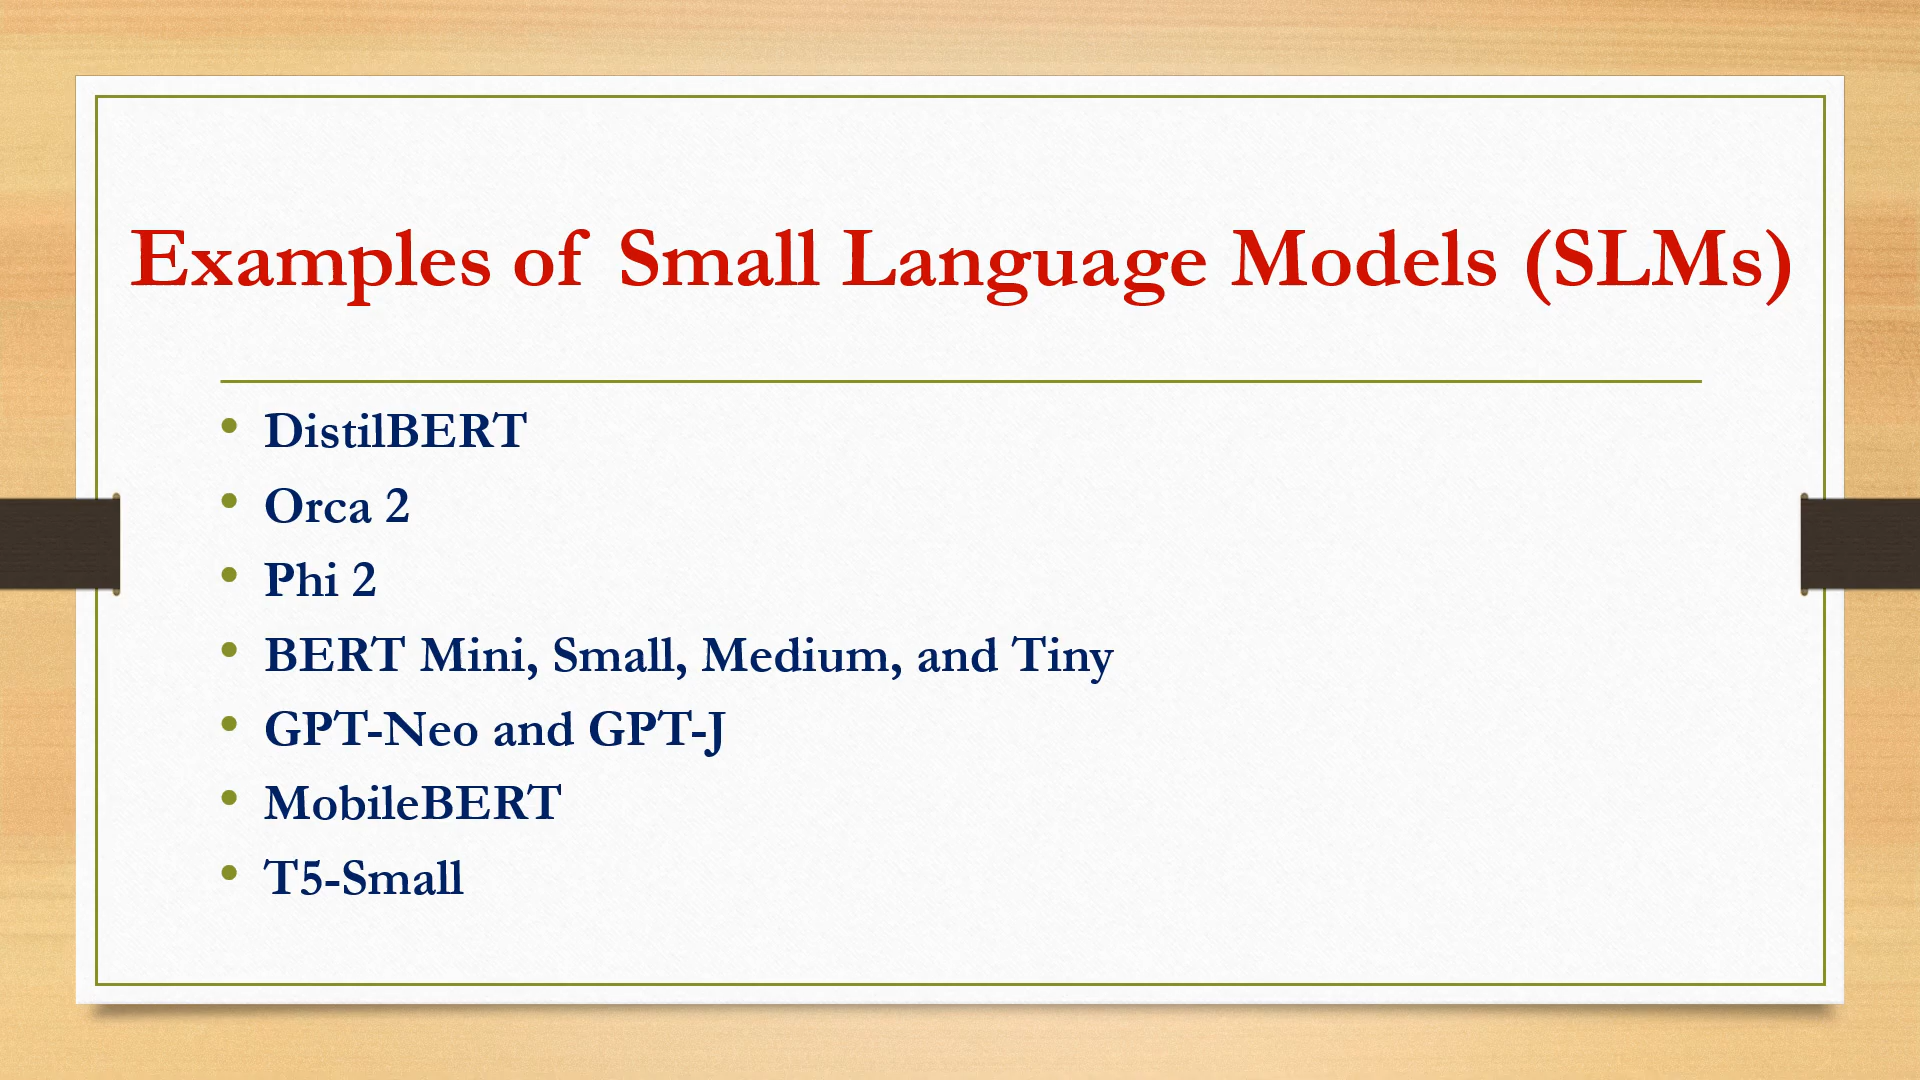 Examples of Small Language Models (SLMs)
• DistilBERT
• Orca 2
• Phi 2
• BERT Mini, Small, Medium, and Tiny
• GPT-Neo and GPT-J
• MobileBERT
• T5-Small